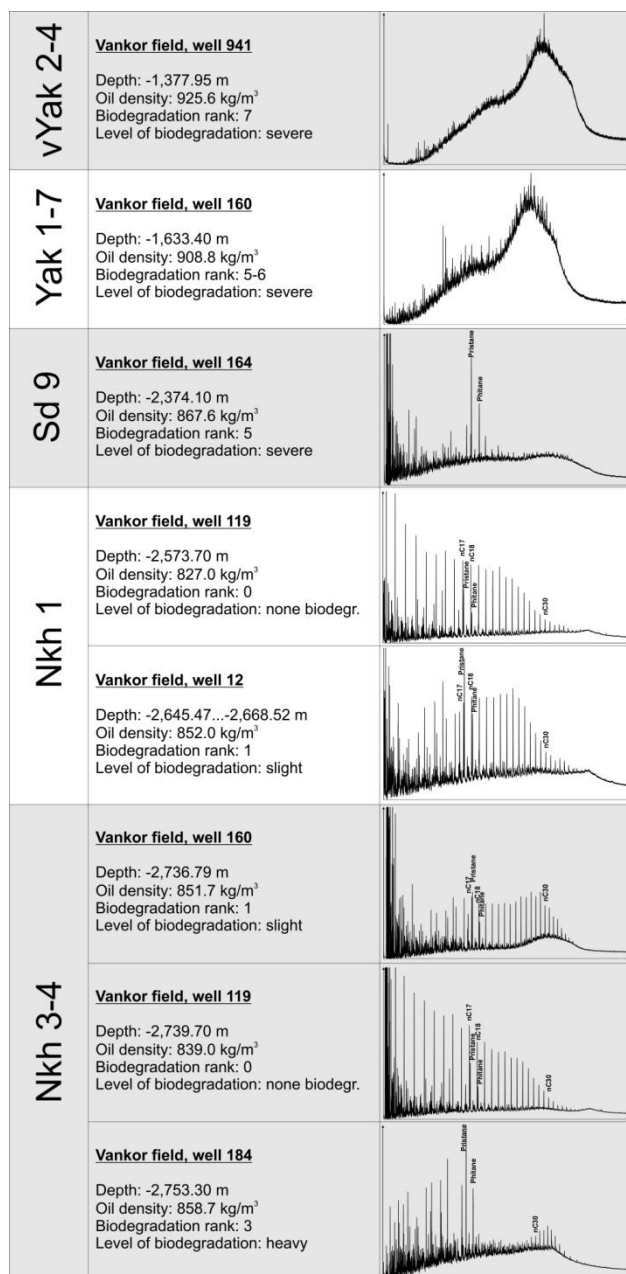 vYak 2-4
Vankor field, well 941
Depth: -1,377.95 m
Oil density: 925.6 kg/m³
Biodegradation rank: 7
Level of biodegradation: severe
Yak 1-7
Vankor field, well 160
Depth: -1,633.40 m
Oil density: 908.8 kg/m³
Biodegradation rank: 5-6
Level of biodegradation: severe
Sd 9
Vankor field, well 164
Depth: -2,374.10 m
Oil density: 867.6 kg/m³
Biodegradation rank: 5
Level of biodegradation: severe
Pristane
Phitane
Nkh 1
Vankor field, well 119
Depth: -2,573.70 m
Oil density: 827.0 kg/m³
Biodegradation rank: 0
Level of biodegradation: none biodegr.
nC17
Pristane
nC18
Phitane
nC30
Vankor field, well 12
Depth: -2,645.47...-2,668.52 m
Oil density: 852.0 kg/m³
Biodegradation rank: 1
Level of biodegradation: slight
nC17
Pristane
nC18
Phitane
nC30
Nkh 3-4
Vankor field, well 160
Depth: -2,736.79 m
Oil density: 851.7 kg/m³
Biodegradation rank: 1
Level of biodegradation: slight
nC17
Pristane
nC18
Phitane
nC30
Vankor field, well 119
Depth: -2,739.70 m
Oil density: 839.0 kg/m³
Biodegradation rank: 0
Level of biodegradation: none biodegr.
nC17
Pristane
nC18
Phitane
nC30
Vankor field, well 184
Depth: -2,753.30 m
Oil density: 858.7 kg/m³
Biodegradation rank: 3
Level of biodegradation: heavy
Pristane
Phitane
nC30